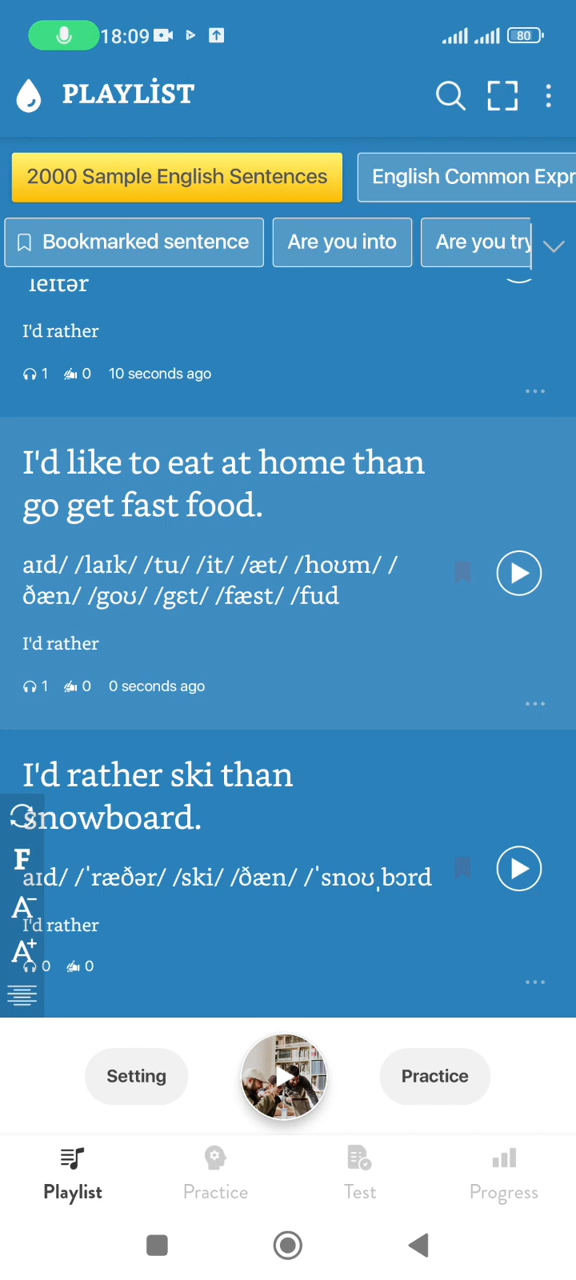 18:09
80
PLAYLİST
2000 Sample English Sentences
English Common Expr
Bookmarked sentence
Are you into
Are you try
leɪtər
I'd rather
1 0 10 seconds ago
I'd like to eat at home than
go get fast food.
aɪd/ /laɪk/ /tu/ /it/ /æt/ /hoʊm/ /
ðæn/ /goʊ/ /gɛt/ /fæst/ /fud
I'd rather
1 0 0 seconds ago
I'd rather ski than
snowboard.
aɪd/ /ˈræðər/ /ski/ /ðæn/ /ˈsnoʊˌbɔrd
I'd rather
0 0
F
A-
A+
Setting
Practice
Playlist
Practice
Test
Progress